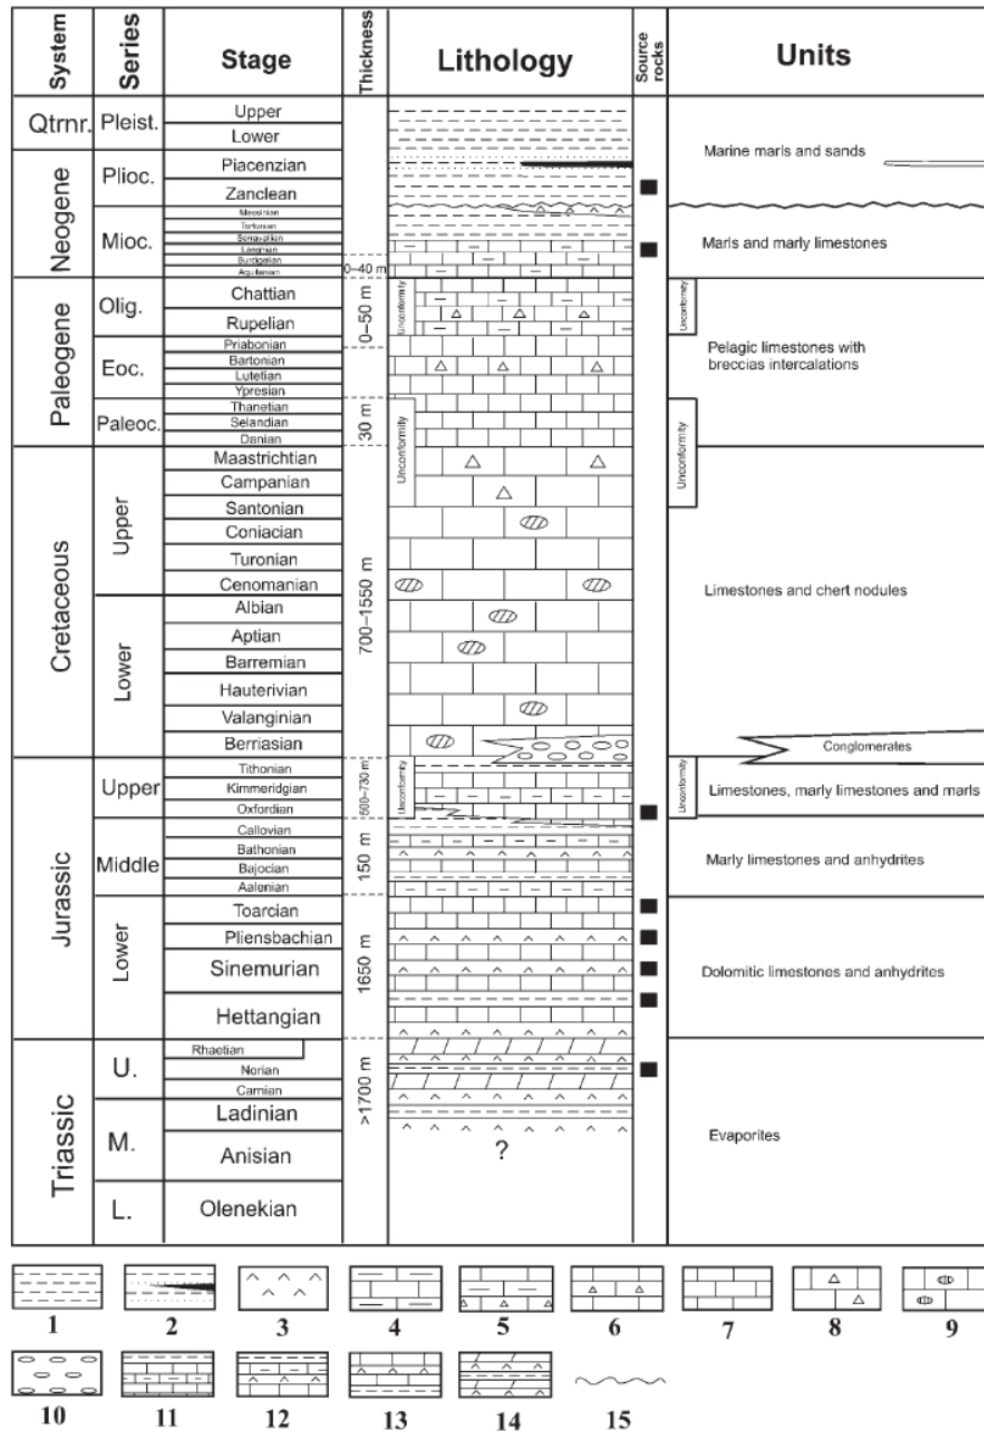 System
Series
Stage
Thickness
Lithology
Source rocks
Units
Qtrnr.
Pleist.
Upper
Lower
Marine marls and sands
Neogene
Plioc.
Piacenzian
Zanclean
Mioc.
Messinian
Tortonian
Serravallian
Langhian
Burdigalian
Aquitanian
0–40 m
Marls and marly limestones
Paleogene
Olig.
Chattian
Rupelian
0–50 m
Unconformity
Unconformity
Eoc.
Priabonian
Bartonian
Lutetian
Ypresian
Pelagic limestones with
breccias intercalations
Paleoc.
Thanetian
Selandian
Danian
30 m
Unconformity
Unconformity
Cretaceous
Upper
Maastrichtian
Campanian
Santonian
Coniacian
Turonian
Cenomanian
700–1550 m
Limestones and chert nodules
Lower
Albian
Aptian
Barremian
Hauterivian
Valanginian
Berriasian
Conglomerates
Jurassic
Upper
Tithonian
Kimmeridgian
Oxfordian
500–730 m
Unconformity
Unconformity
Limestones, marly limestones and marls
Middle
Callovian
Bathonian
Bajocian
Aalenian
150 m
Marly limestones and anhydrites
Lower
Toarcian
Pliensbachian
Sinemurian
Hettangian
1650 m
Dolomitic limestones and anhydrites
Triassic
U.
Rhaetian
Norian
Carnian
>1700 m
M.
Ladinian
Anisian
?
Evaporites
L.
Olenekian
1 2 3 4 5 6 7 8 9
10 11 12 13 14 15